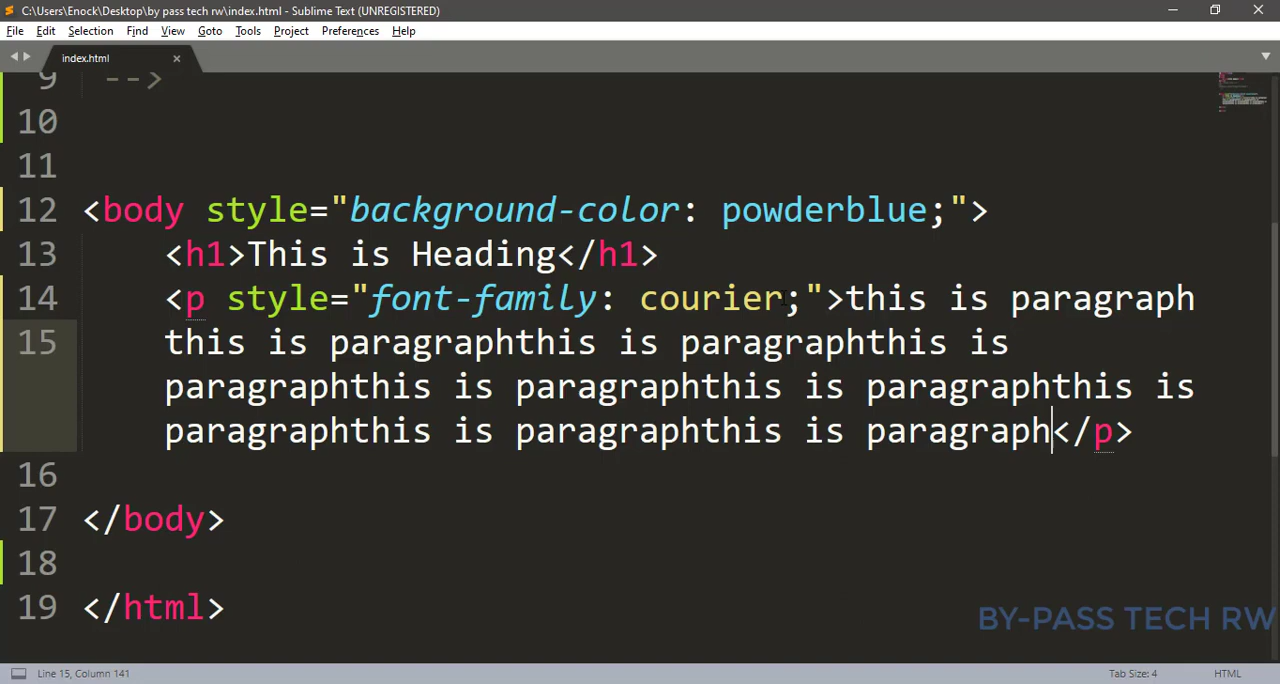 C:\Users\Enock\Desktop\by pass tech rw\index.html - Sublime Text (UNREGISTERED)
File Edit Selection Find View Goto Tools Project Preferences Help
index.html
9 -->
10
11
12 <body style="background-color: powderblue;">
13 <h1>This is Heading</h1>
14 <p style="font-family: courier;">this is paragraph
15 this is paragraphthis is paragraphthis is
paragraphthis is paragraphthis is paragraphthis is
paragraphthis is paragraphthis is paragraph</p>
16
17 </body>
18
19 </html>
BY-PASS TECH RW
Line 15, Column 141 Tab Size: 4 HTML